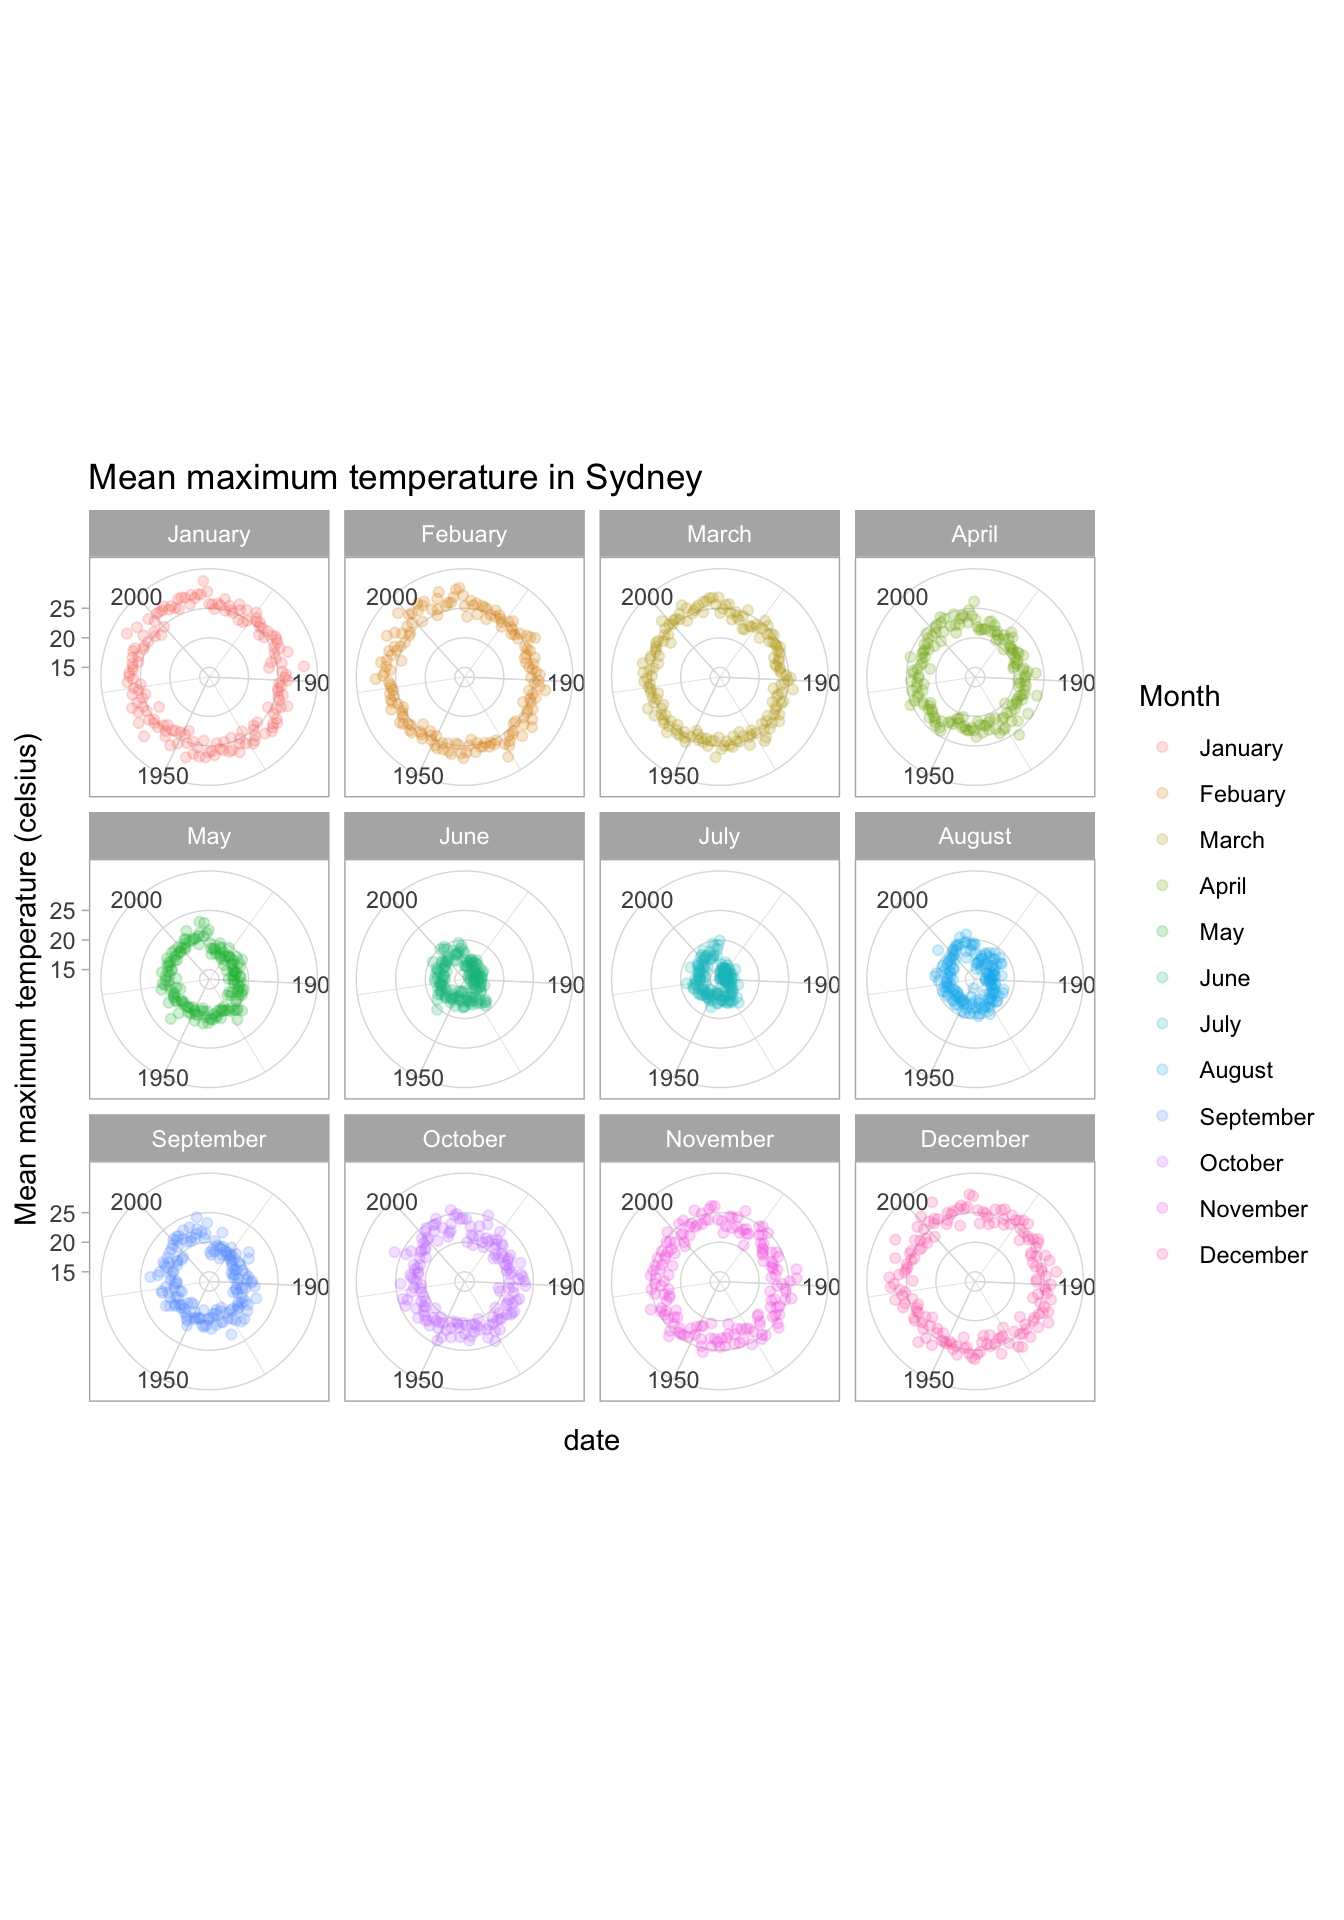 Mean maximum temperature in Sydney
January
Febuary
March
April
2000
190
1950
2000
190
1950
2000
190
1950
2000
190
1950
25
20
15
May
June
July
August
2000
190
1950
2000
190
1950
2000
190
1950
2000
190
1950
25
20
15
September
October
November
December
2000
190
1950
2000
190
1950
2000
190
1950
2000
190
1950
25
20
15
Mean maximum temperature (celsius)
date
Month
January
Febuary
March
April
May
June
July
August
September
October
November
December